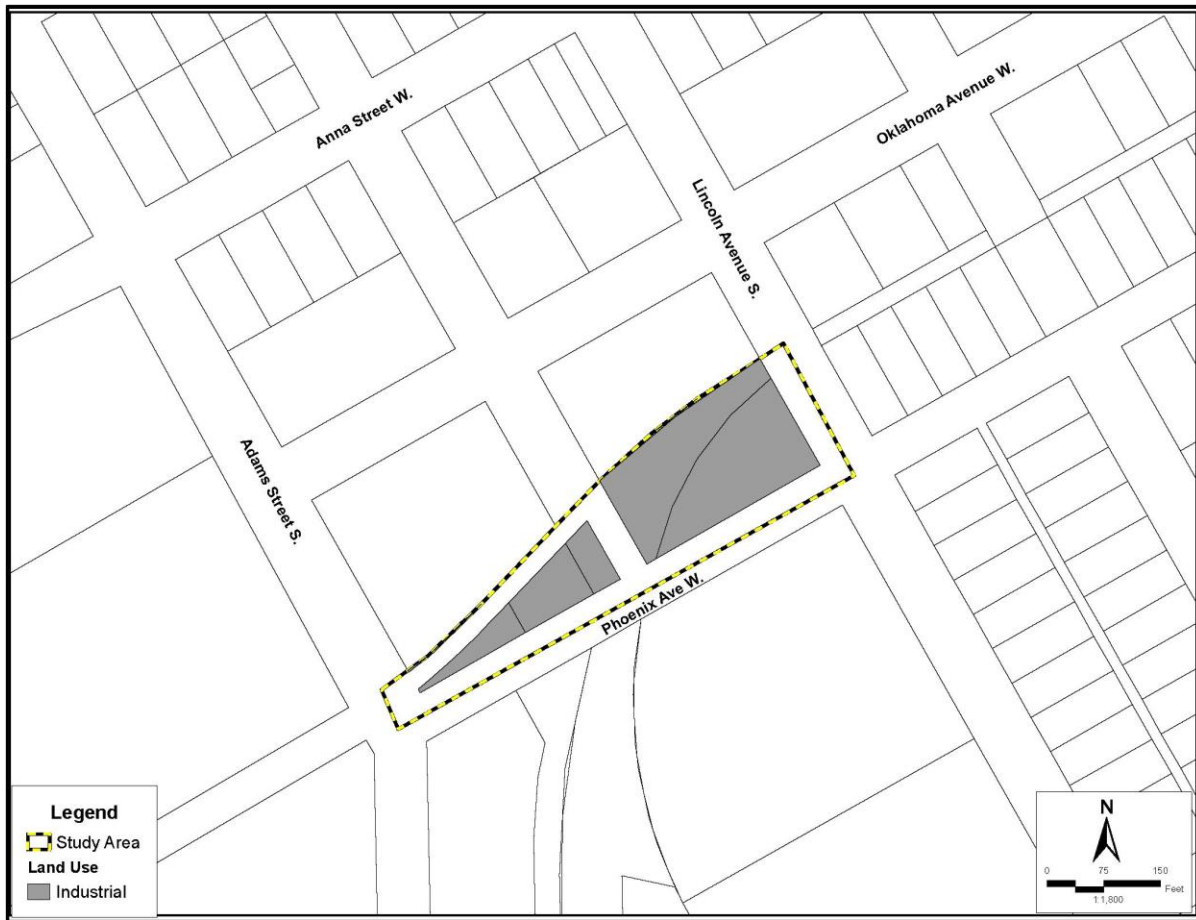 Anna Street W.
Oklahoma Avenue W.
Lincoln Avenue S.
Adams Street S.
Phoenix Ave W.
Legend
Study Area
Land Use
Industrial
N
0 75 150
Feet
1:1,800